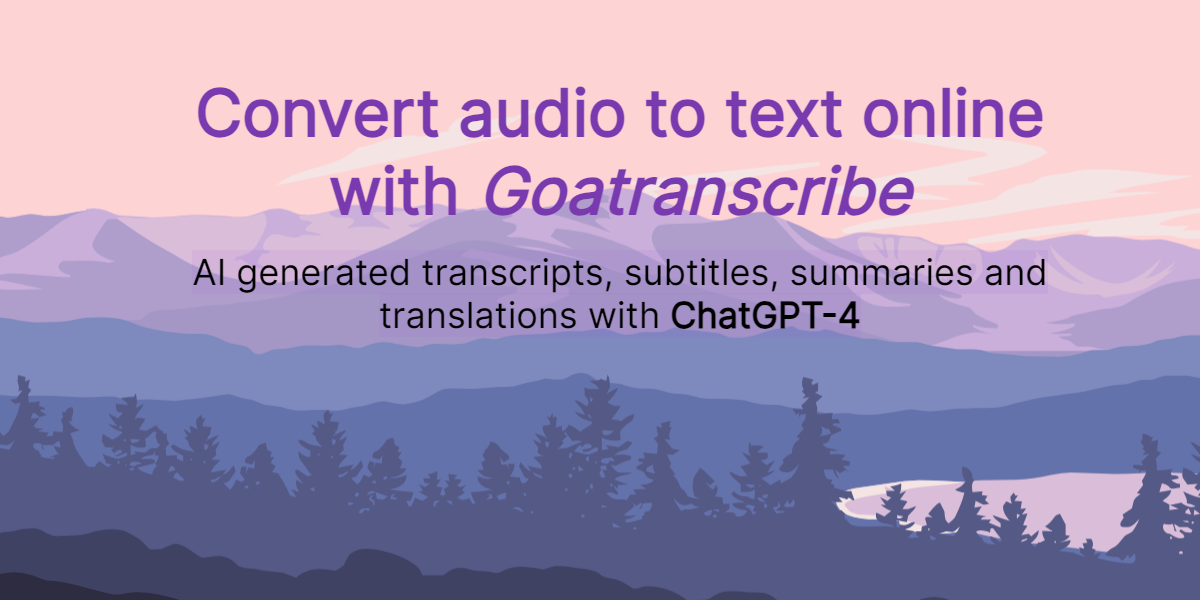 Convert audio to text online
with Goatranscribe
AI generated transcripts, subtitles, summaries and
translations with ChatGPT-4